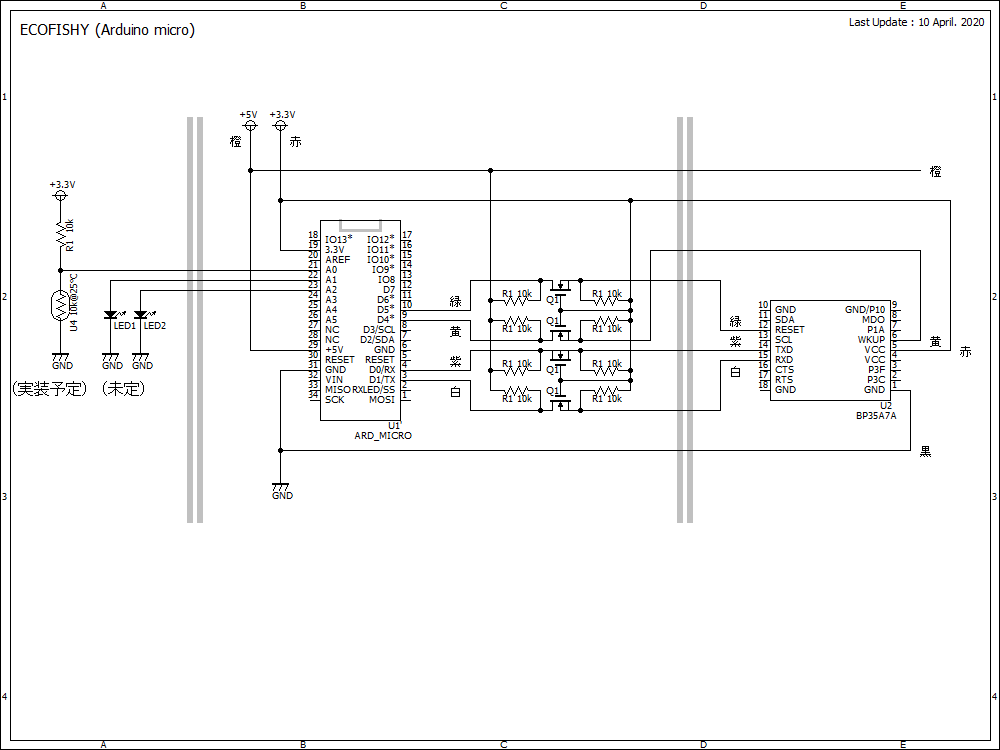 A B C D E
ECOFISHY (Arduino micro)
Last Update : 10 April. 2020
1 1
+5V +3.3V
橙 赤
橙
+3.3V
R1 10k
U4 10k@25℃
LED1 LED2
GND GND GND
(実装予定) (未定)
18 IO13* IO12* 17
19 3.3V IO11* 16
20 AREF IO10* 15
21 A0 IO9* 14
22 A1 IO8 13
23 A2 D7 12
24 A3 D6* 11
25 A4 D5* 10
26 A5 D4* 9
27 NC D3/SCL 8
28 NC D2/SDA 7
29 +5V GND 6
30 RESET RESET 5
31 GND D0/RX 4
32 VIN D1/TX 3
33 MISO RXLED/SS 2
34 SCK MOSI 1
U1
ARD_MICRO
緑
黄
紫
白
R1 10k R1 10k
Q1
Q1
R1 10k R1 10k
R1 10k R1 10k
Q1
Q1
R1 10k R1 10k
緑
紫
白
10 GND GND/P10 9
11 SDA MDO 8
12 RESET P1A 7
13 SCL WKUP 6
14 TXD VCC 5
15 RXD VCC 4
16 CTS P3F 3
17 RTS P3C 2
18 GND GND 1
U2
BP35A7A
黄
赤
黒
2 2
GND
3 3
4 4
A B C D E